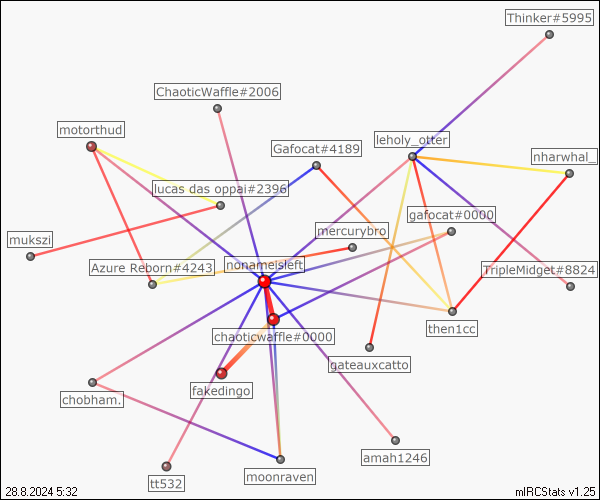 Thinker#5995
ChaoticWaffle#2006
motorthud
leholy_otter
Gafocat#4189
nharwhal_
lucas das oppai#2396
gafocat#0000
mercurybro
mukszi
Azure Reborn#4243
nonameisleft
TripleMidget#8824
then1cc
chaoticwaffle#0000
gateauxcatto
fakedingo
chobham.
amah1246
moonraven
tt532
28.8.2024 5:32
mIRCStats v1.25